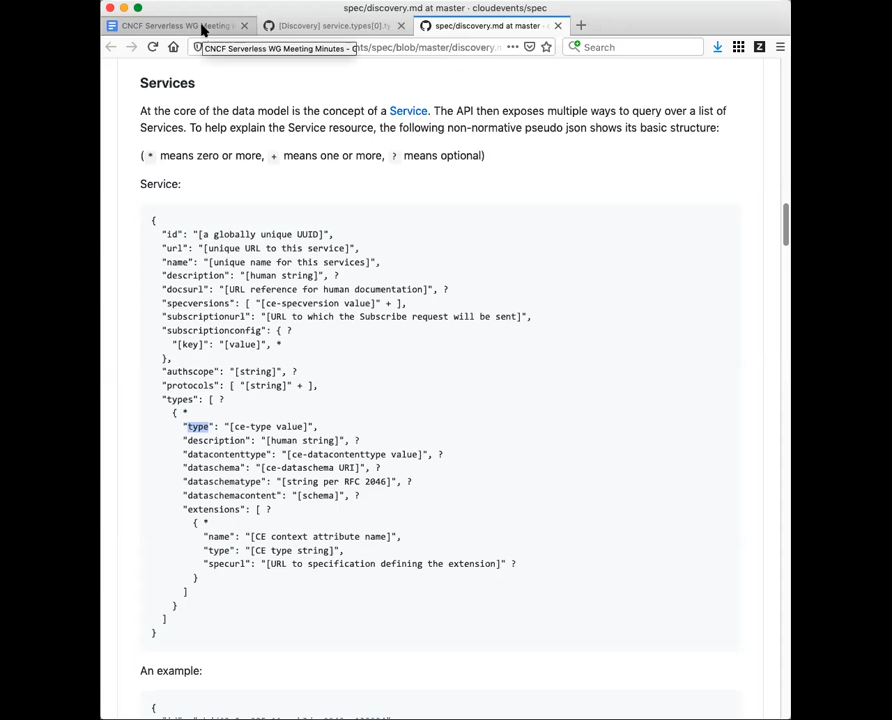 spec/discovery.md at master · cloudevents/spec
CNCF Serverless WG Meeting
[Discovery] service.types[0].ty
spec/discovery.md at master · cloudevents/spec
CNCF Serverless WG Meeting Minutes -
ts/spec/blob/master/discovery.
Search
Services
At the core of the data model is the concept of a Service. The API then exposes multiple ways to query over a list of
Services. To help explain the Service resource, the following non-normative pseudo json shows its basic structure:
( * means zero or more, + means one or more, ? means optional)
Service:
{
"id": "[a globally unique UUID]",
"url": "[unique URL to this service]",
"name": "[unique name for this services]",
"description": "[human string]", ?
"docsurl": "[URL reference for human documentation]", ?
"specversions": [ "[ce-specversion value]" + ],
"subscriptionurl": "[URL to which the Subscribe request will be sent]",
"subscriptionconfig": { ?
"[key]": "[value]", *
},
"authscope": "[string]", ?
"protocols": [ "[string]" + ],
"types": [ ?
{ *
"type": "[ce-type value]",
"description": "[human string]", ?
"datacontenttype": "[ce-datacontenttype value]", ?
"dataschema": "[ce-dataschema URI]", ?
"dataschematype": "[string per RFC 2046]", ?
"dataschemacontent": "[schema]", ?
"extensions": [ ?
{ *
"name": "[CE context attribute name]",
"type": "[CE type string]",
"specurl": "[URL to specification defining the extension]" ?
}
]
}
]
}
An example:
{